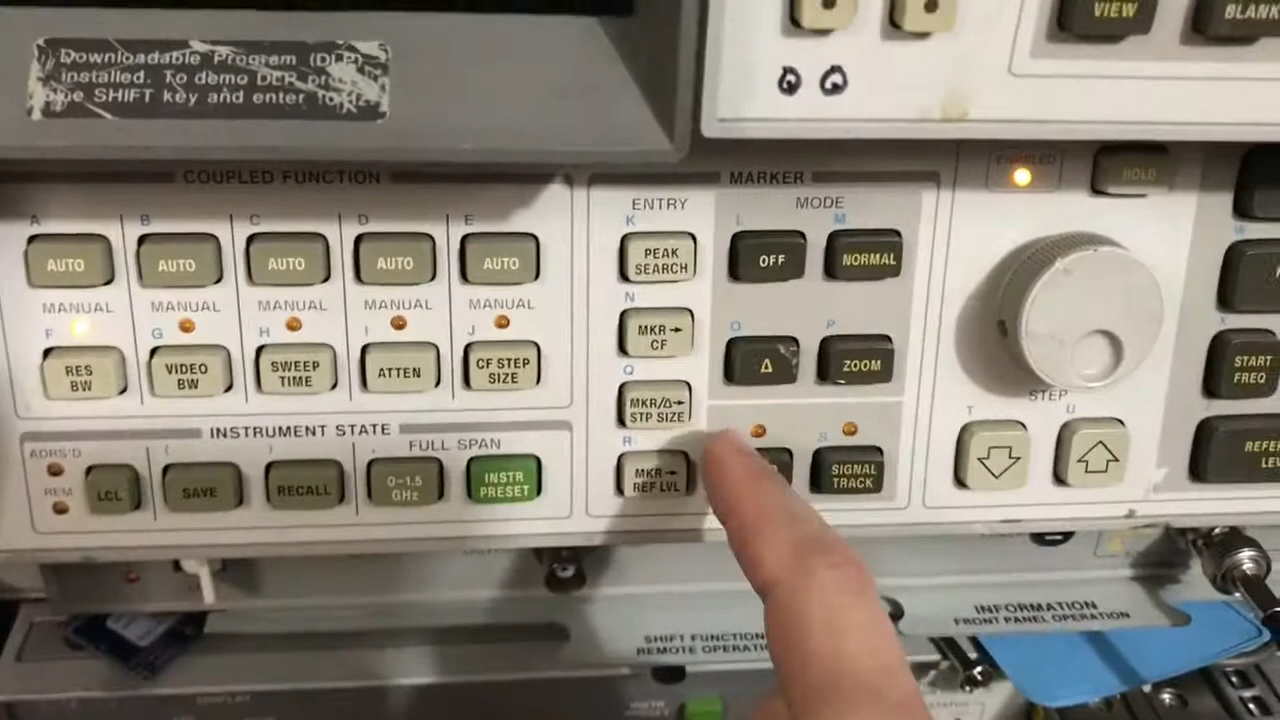 VIEW
BLANK
Downloadable Program (DLP)
installed. To demo DLP
SHIFT key and enter
COUPLED FUNCTION
MARKER
ENABLED
HOLD
ENTRY
MODE
A B C D E
K L M
AUTO AUTO AUTO AUTO AUTO
PEAK
SEARCH
OFF
NORMAL
MANUAL MANUAL MANUAL MANUAL MANUAL
N
F G H I J
MKR→
CF
O P
RES
BW
VIDEO
BW
SWEEP
TIME
ATTEN
CF STEP
SIZE
Q
Δ
ZOOM
START
FREQ
MKR/Δ→
STP SIZE
STEP
T U
INSTRUMENT STATE
FULL SPAN
ADRS'D
REM
LCL
( SAVE
) RECALL
0-1.5
GHz
INSTR
PRESET
R
MKR→
REF LVL
S
SIGNAL
TRACK
INFORMATION
FRONT PANEL OPERATION
SHIFT FUNCTION
DISPLAY